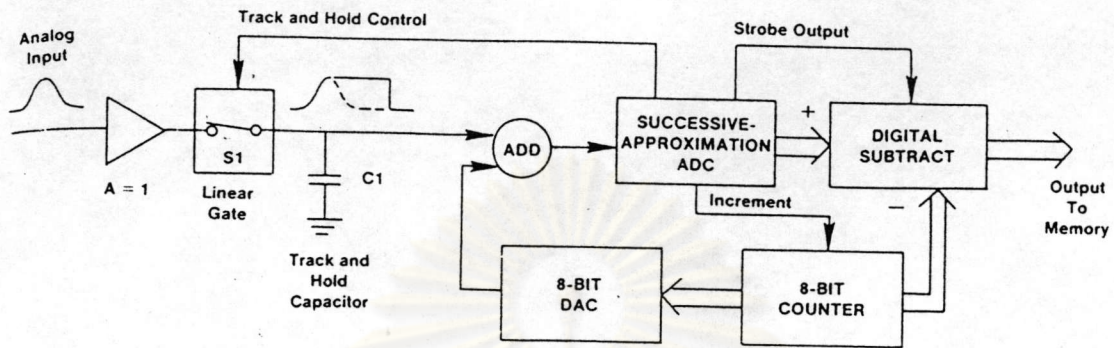 Track and Hold Control
Strobe Output
Analog
Input
A = 1
S1
Linear
Gate
C1
Track and
Hold
Capacitor
ADD
SUCCESSIVE-
APPROXIMATION
ADC
+
DIGITAL
SUBTRACT
−
Increment
8-BIT
DAC
8-BIT
COUNTER
Output
To
Memory